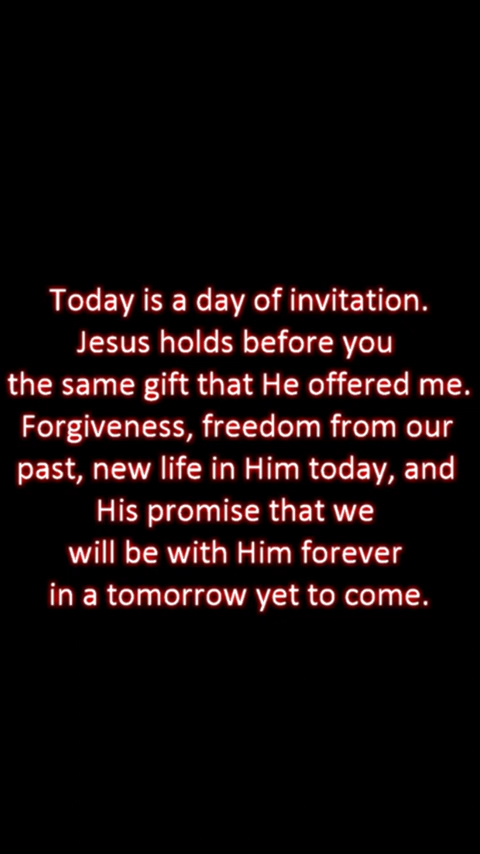 Today is a day of invitation.
Jesus holds before you
the same gift that He offered me.
Forgiveness, freedom from our
past, new life in Him today, and
His promise that we
will be with Him forever
in a tomorrow yet to come.